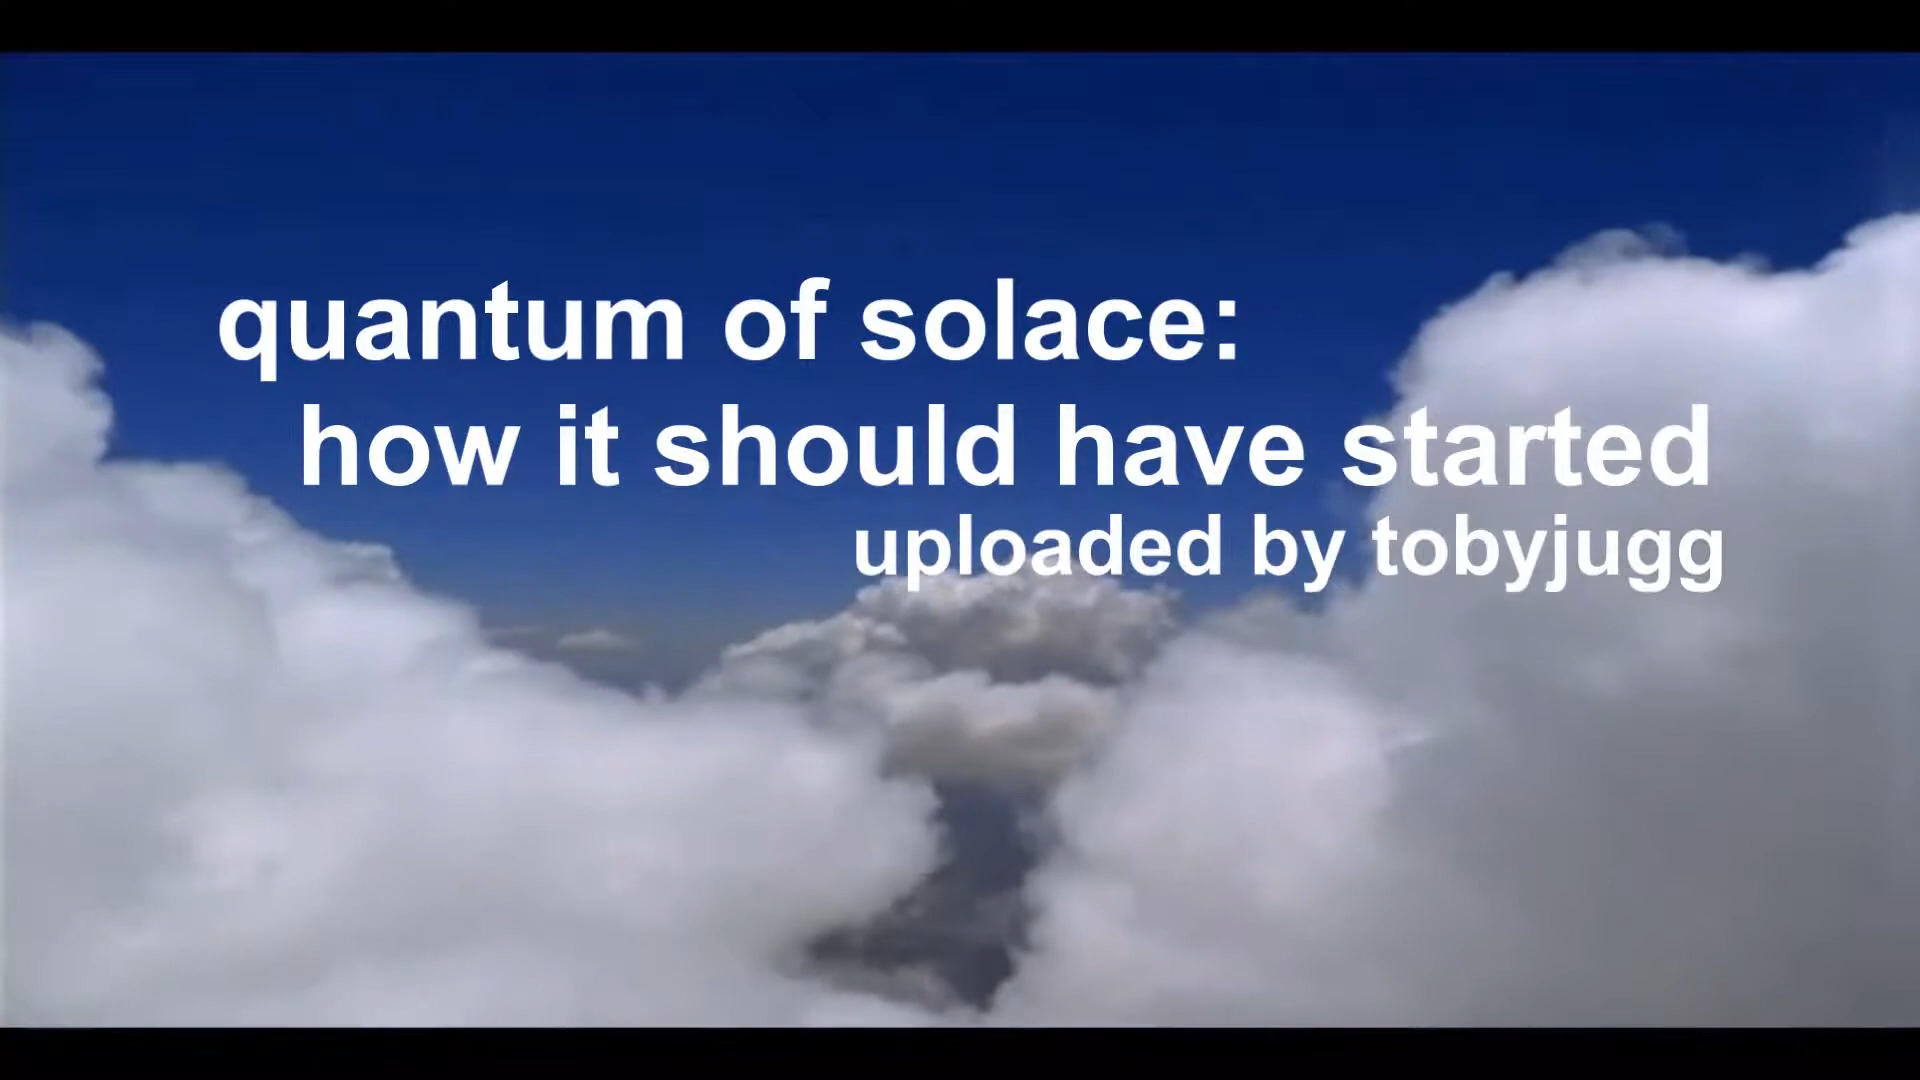 quantum of solace:
how it should have started
uploaded by tobyjugg